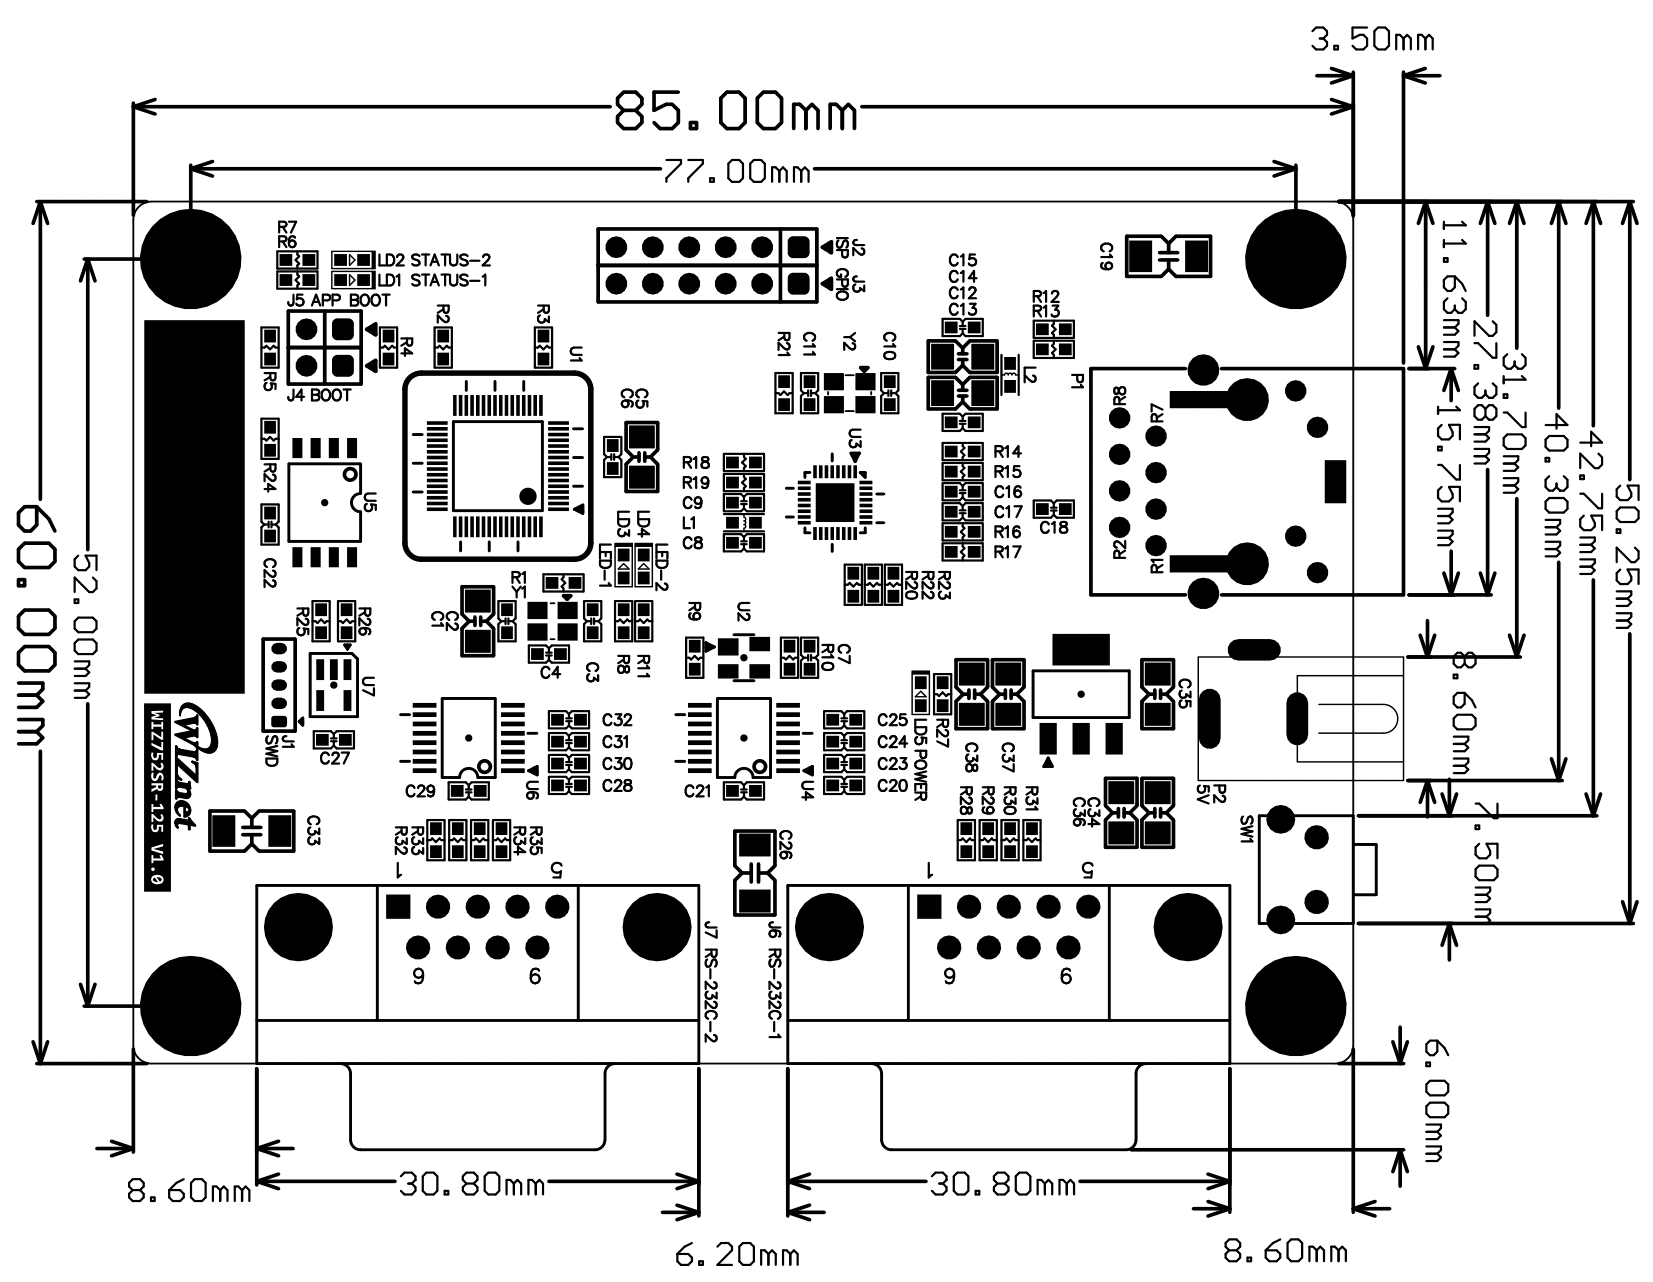 3.50mm
85.00mm
77.00mm
R7
R6
LD2 STATUS-2
LD1 STATUS-1
J5 APP BOOT
J4 BOOT
R5
R4
R2
R3
U1
J2
ISP
J3
GPIO
C15
C14
C12
C13
R12
R13
C19
L2
P1
R21
C11
Y2
C10
C5
C6
R8
R7
R2
R1
11.63mm
15.75mm
27.38mm
31.70mm
40.30mm
42.75mm
50.25mm
60.00mm
52.00mm
R24
U5
C22
R18
R19
C9
L1
C8
U3
R14
R15
C16
C17
R16
R17
C18
LD3
LD4
LED-1
LED-2
R1
Y1
C2
C1
C4
C3
R8
R11
R9
U2
C7
R10
R23
R22
R20
R25
R26
U7
J1
SWD
C27
C32
C31
C30
C28
C29
U6
C25
C24
C23
C20
C21
U4
R27
LD5 POWER
C38
C37
C35
P2
5V
8.60mm
7.50mm
SW1
WIZnet
WIZ752SR-125 V1.0
C33
R32
R33
R34
R35
C26
R28
R29
R30
R31
C34
C36
1
5
9
6
J7 RS-232C-2
J6 RS-232C-1
1
5
9
6
6.00mm
8.60mm
30.80mm
30.80mm
6.20mm
8.60mm